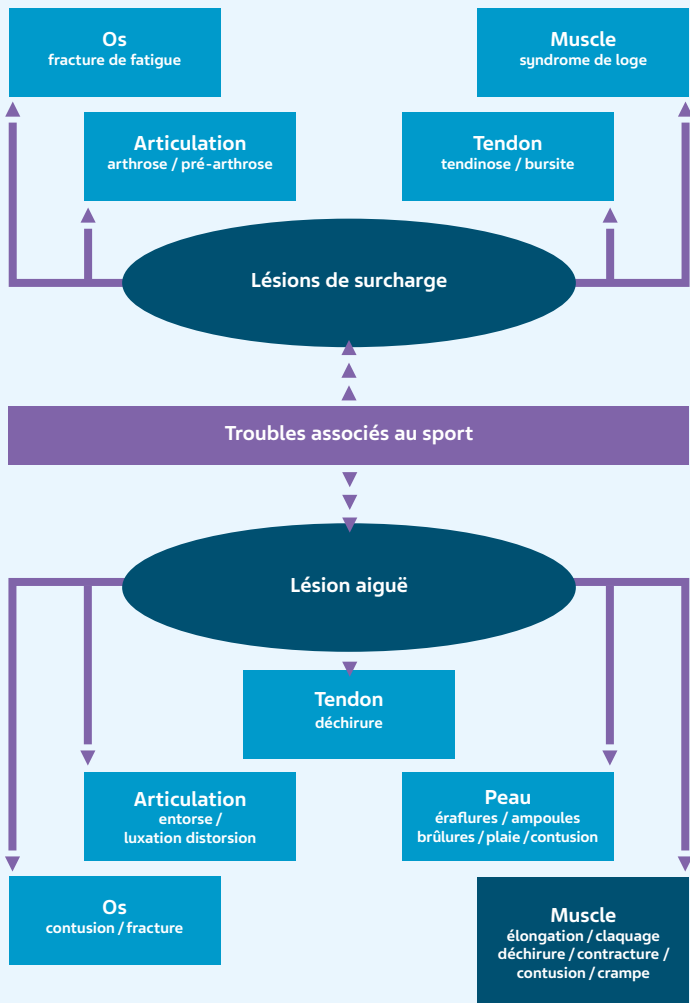 Os
fracture de fatigue
Muscle
syndrome de loge
Articulation
arthrose / pré-arthrose
Tendon
tendinose / bursite
Lésions de surcharge
Troubles associés au sport
Lésion aiguë
Tendon
déchirure
Articulation
entorse /
luxation distorsion
Peau
éraflures / ampoules
brûlures / plaie / contusion
Os
contusion / fracture
Muscle
élongation / claquage
déchirure / contracture /
contusion / crampe